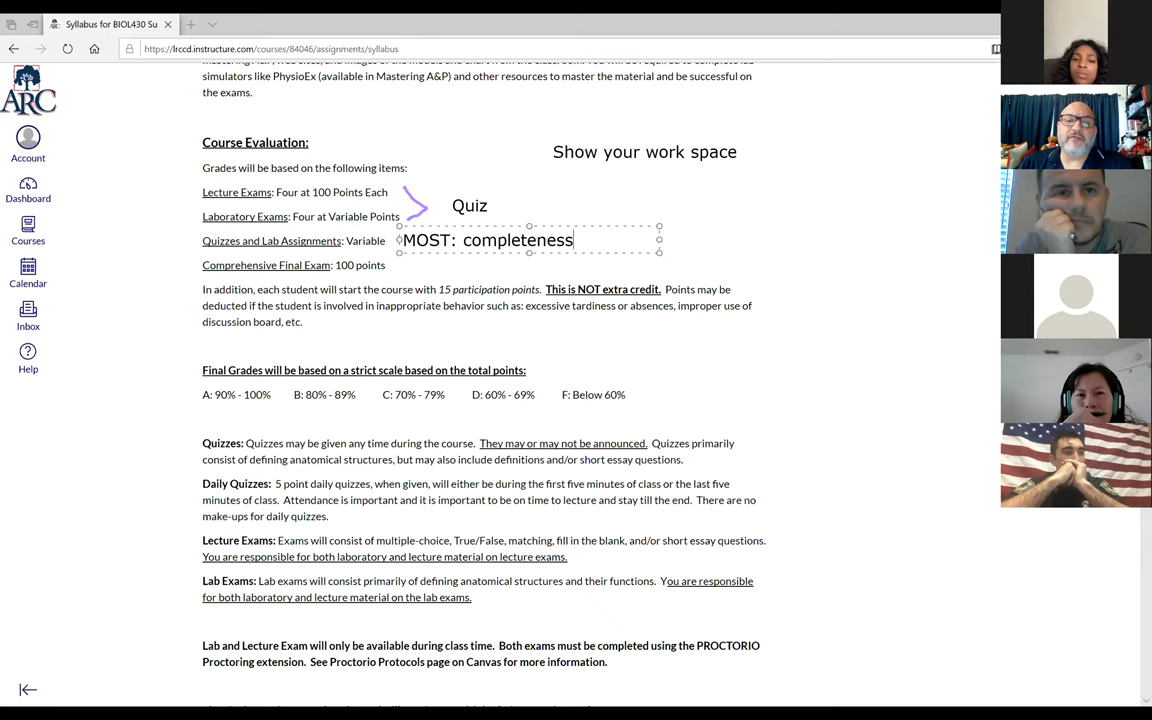 Syllabus for BIOL430 Su
https://lrccd.instructure.com/courses/84046/assignments/syllabus
simulators like PhysioEx (available in Mastering A&P) and other resources to master the material and be successful on
the exams.
ARC
Account
Dashboard
Courses
Calendar
Inbox
Help
Course Evaluation:
Show your work space
Grades will be based on the following items:
Lecture Exams: Four at 100 Points Each
Quiz
Laboratory Exams: Four at Variable Points
Quizzes and Lab Assignments: Variable
MOST: completeness
Comprehensive Final Exam: 100 points
In addition, each student will start the course with 15 participation points. This is NOT extra credit. Points may be
deducted if the student is involved in inappropriate behavior such as: excessive tardiness or absences, improper use of
discussion board, etc.
Final Grades will be based on a strict scale based on the total points:
A: 90% - 100% B: 80% - 89% C: 70% - 79% D: 60% - 69% F: Below 60%
Quizzes: Quizzes may be given any time during the course. They may or may not be announced. Quizzes primarily
consist of defining anatomical structures, but may also include definitions and/or short essay questions.
Daily Quizzes: 5 point daily quizzes, when given, will either be during the first five minutes of class or the last five
minutes of class. Attendance is important and it is important to be on time to lecture and stay till the end. There are no
make-ups for daily quizzes.
Lecture Exams: Exams will consist of multiple-choice, True/False, matching, fill in the blank, and/or short essay questions.
You are responsible for both laboratory and lecture material on lecture exams.
Lab Exams: Lab exams will consist primarily of defining anatomical structures and their functions. You are responsible
for both laboratory and lecture material on the lab exams.
Lab and Lecture Exam will only be available during class time. Both exams must be completed using the PROCTORIO
Proctoring extension. See Proctorio Protocols page on Canvas for more information.